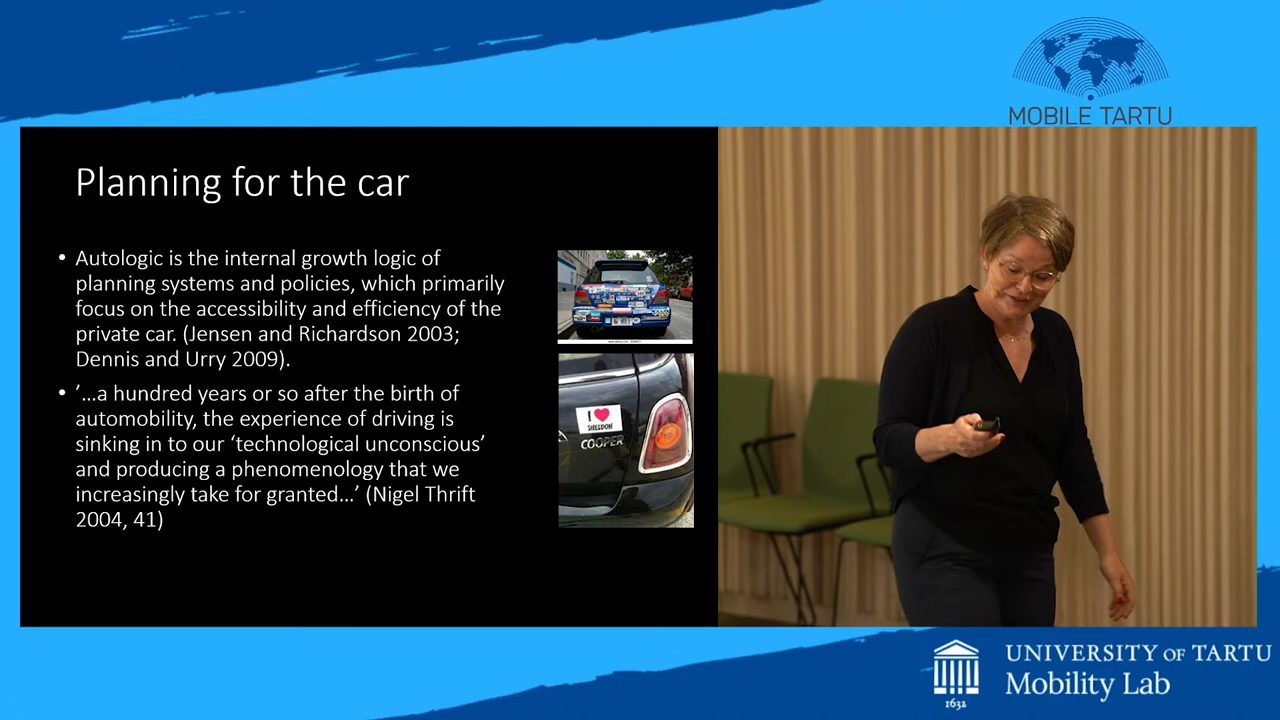 MOBILE TARTU
Planning for the car
• Autologic is the internal growth logic of
planning systems and policies, which primarily
focus on the accessibility and efficiency of the
private car. (Jensen and Richardson 2003;
Dennis and Urry 2009).
• ’…a hundred years or so after the birth of
automobility, the experience of driving is
sinking in to our ‘technological unconscious’
and producing a phenomenology that we
increasingly take for granted…’ (Nigel Thrift
2004, 41)
I ❤
SHELDON
COOPER
1632
UNIVERSITY OF TARTU
Mobility Lab